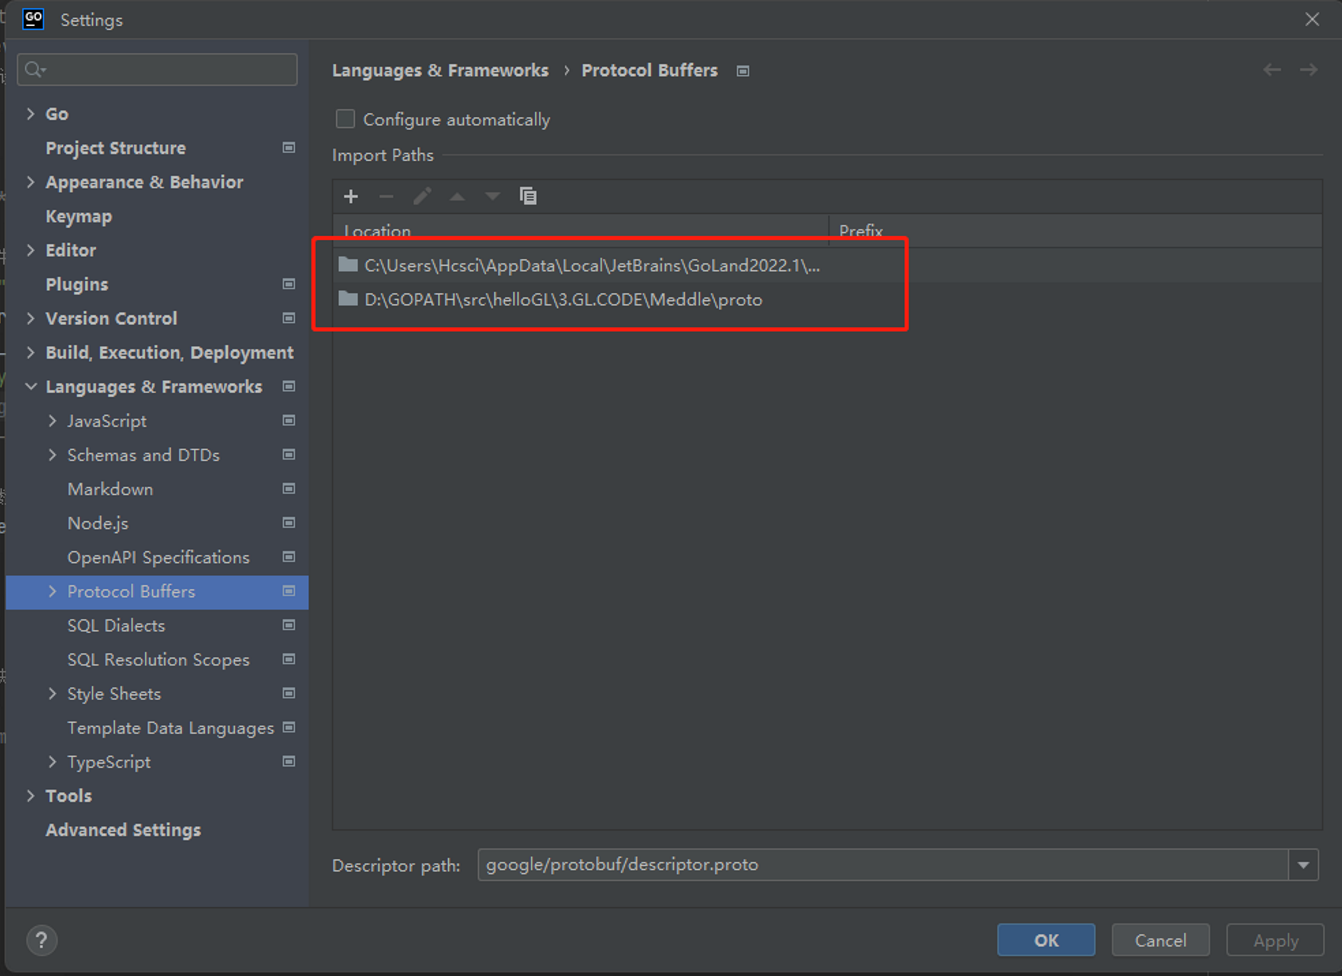 GO
Settings
Languages & Frameworks › Protocol Buffers
Go
Project Structure
Appearance & Behavior
Keymap
Editor
Plugins
Version Control
Build, Execution, Deployment
Languages & Frameworks
JavaScript
Schemas and DTDs
Markdown
Node.js
OpenAPI Specifications
Protocol Buffers
SQL Dialects
SQL Resolution Scopes
Style Sheets
Template Data Languages
TypeScript
Tools
Advanced Settings
Configure automatically
Import Paths
Location Prefix
C:\Users\Hcsci\AppData\Local\JetBrains\GoLand2022.1\...
D:\GOPATH\src\helloGL\3.GL.CODE\Meddle\proto
Descriptor path: google/protobuf/descriptor.proto
?
OK Cancel Apply